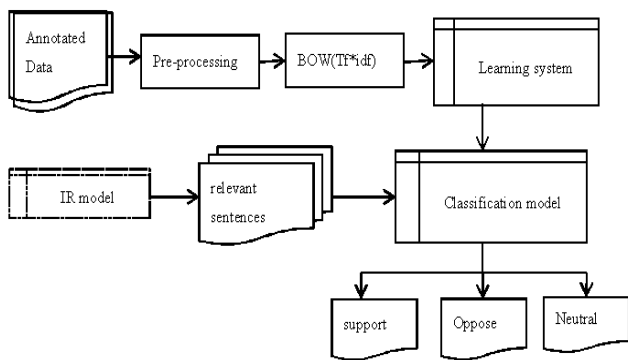 Annotated
Data
Pre-processing
BOW(Tf*idf)
Learning system
IR model
relevant
sentences
Classification model
support
Oppose
Neutral